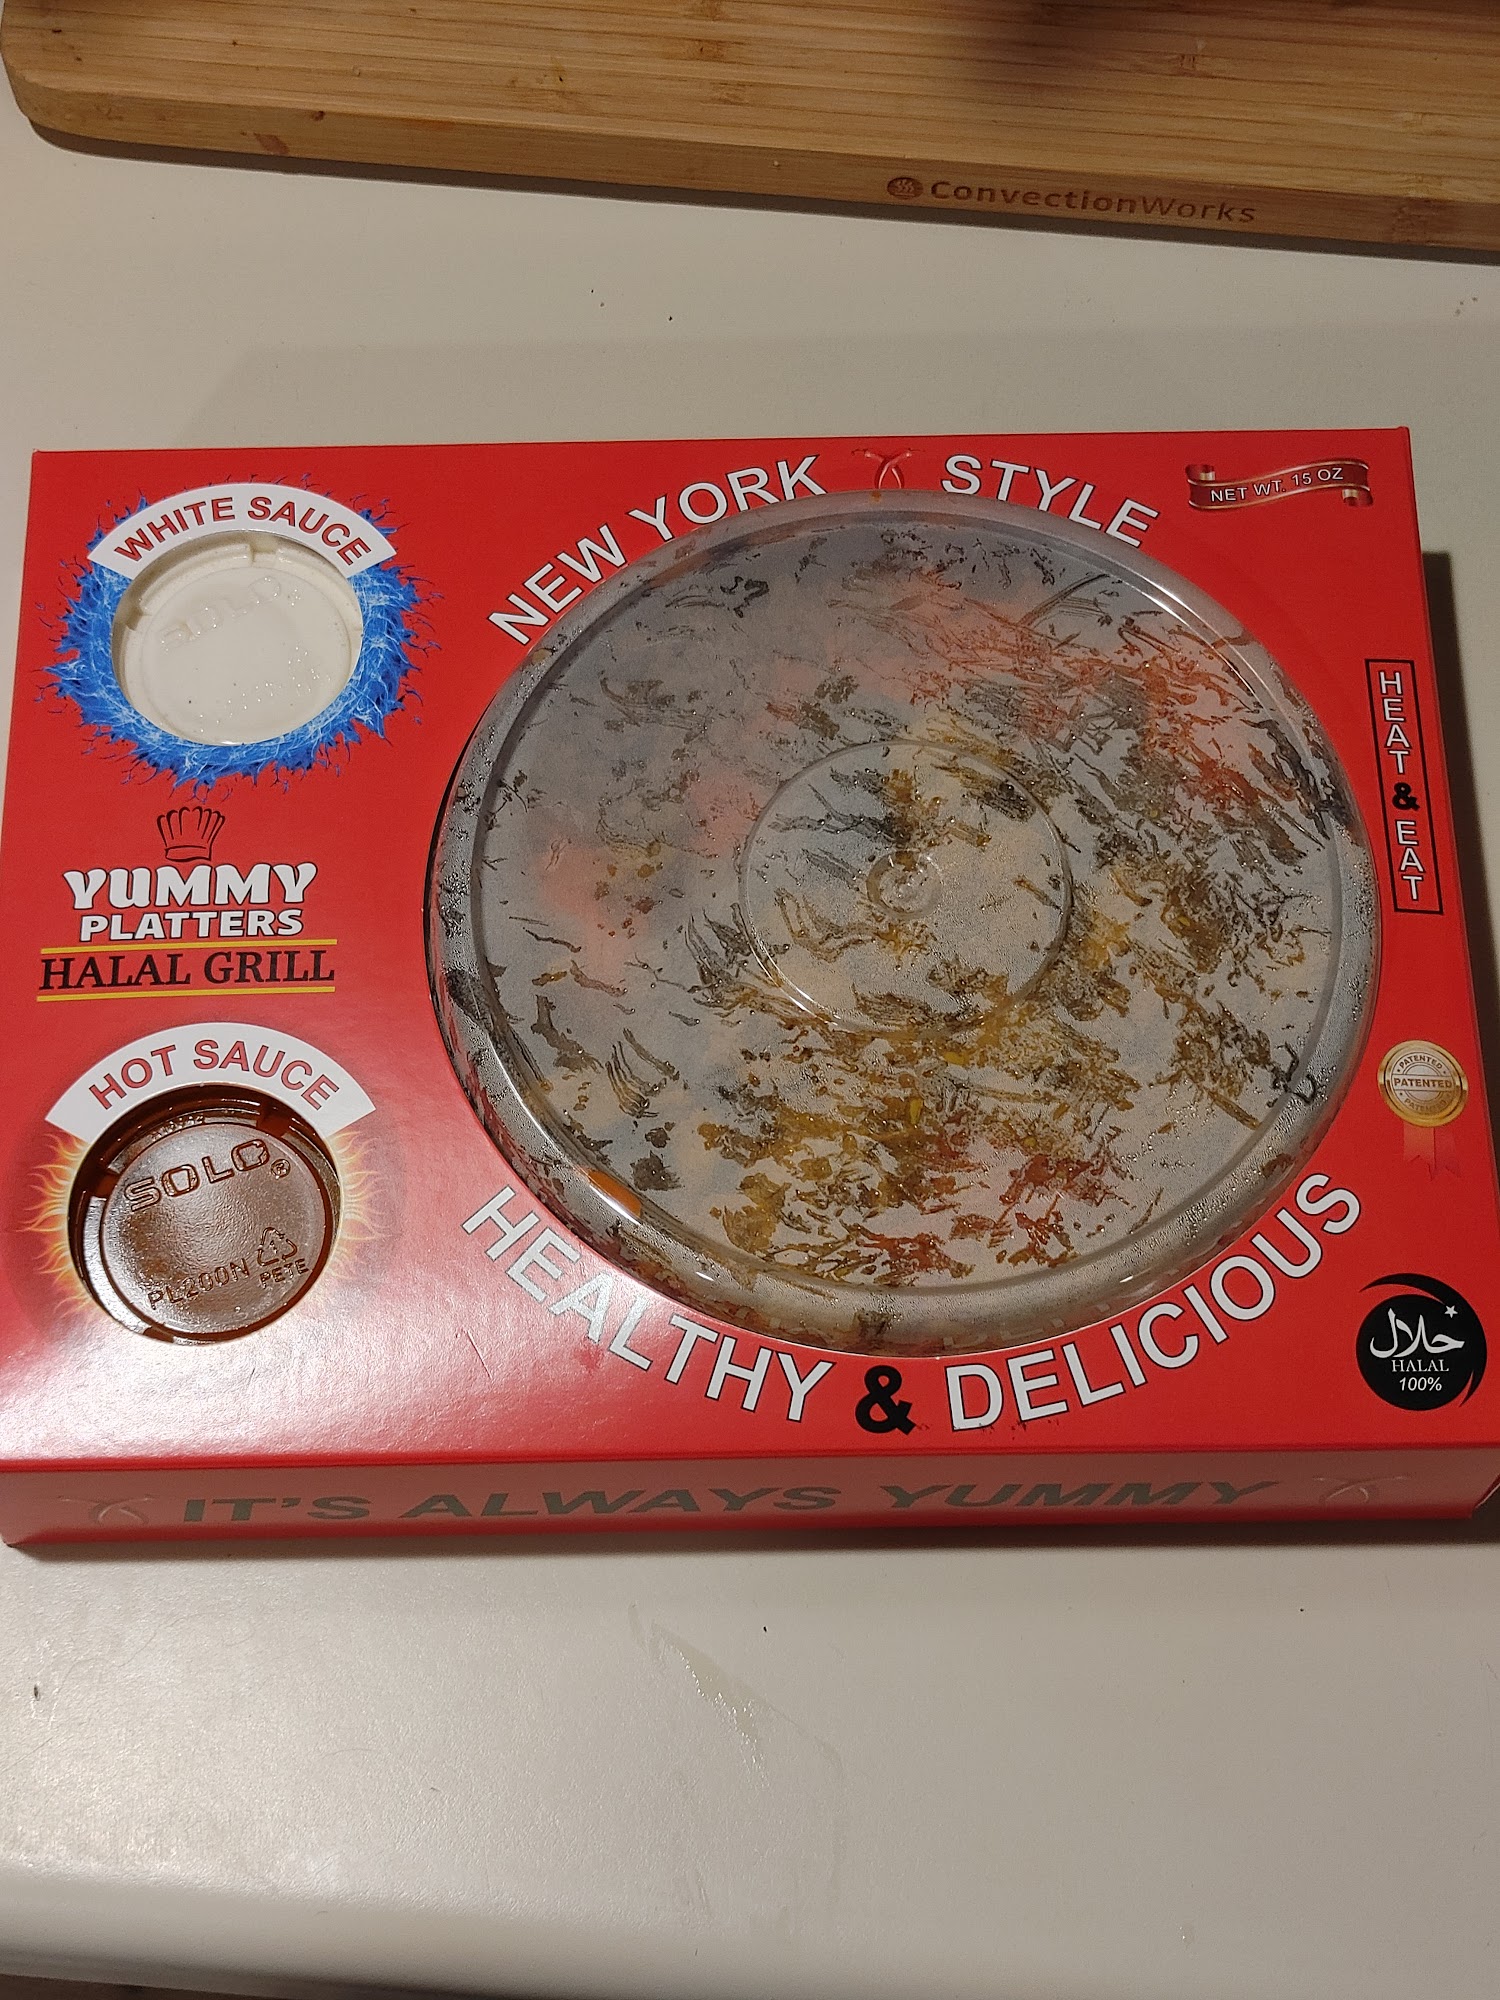 ConvectionWorks
NEW YORK STYLE
NET WT. 15 OZ
WHITE SAUCE
SOLO
HEAT & EAT
YUMMY
PLATTERS
HALAL GRILL
HOT SAUCE
SOLO®
PL200N
PETE
PATENTED
PATENTED
HEALTHY & DELICIOUS
حلال
HALAL
100%
IT'S ALWAYS YUMMY